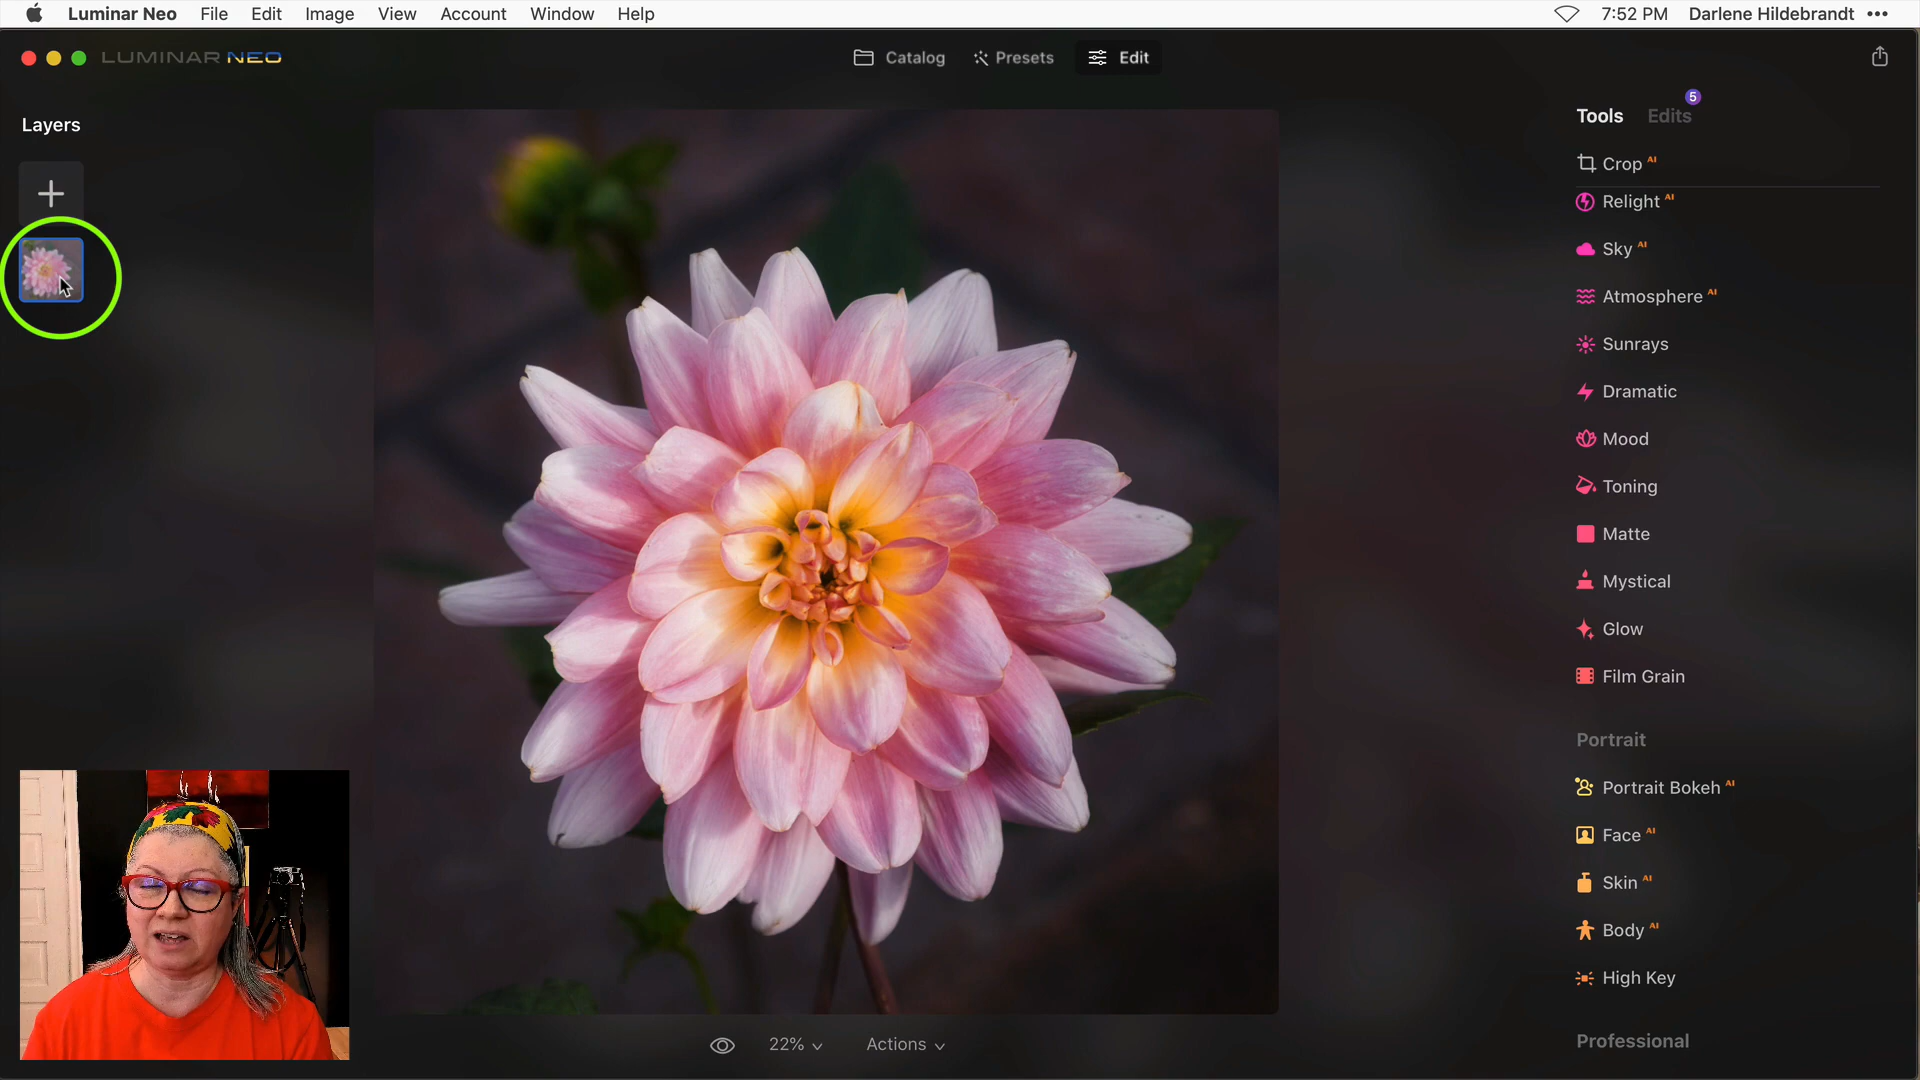 Luminar Neo File Edit Image View Account Window Help 7:52 PM Darlene Hildebrandt
LUMINAR NEO
Catalog Presets Edit
Layers
Tools Edits 5
Crop AI
Relight AI
Sky AI
Atmosphere AI
Sunrays
Dramatic
Mood
Toning
Matte
Mystical
Glow
Film Grain
Portrait
Portrait Bokeh AI
Face AI
Skin AI
Body AI
High Key
Professional
22% Actions